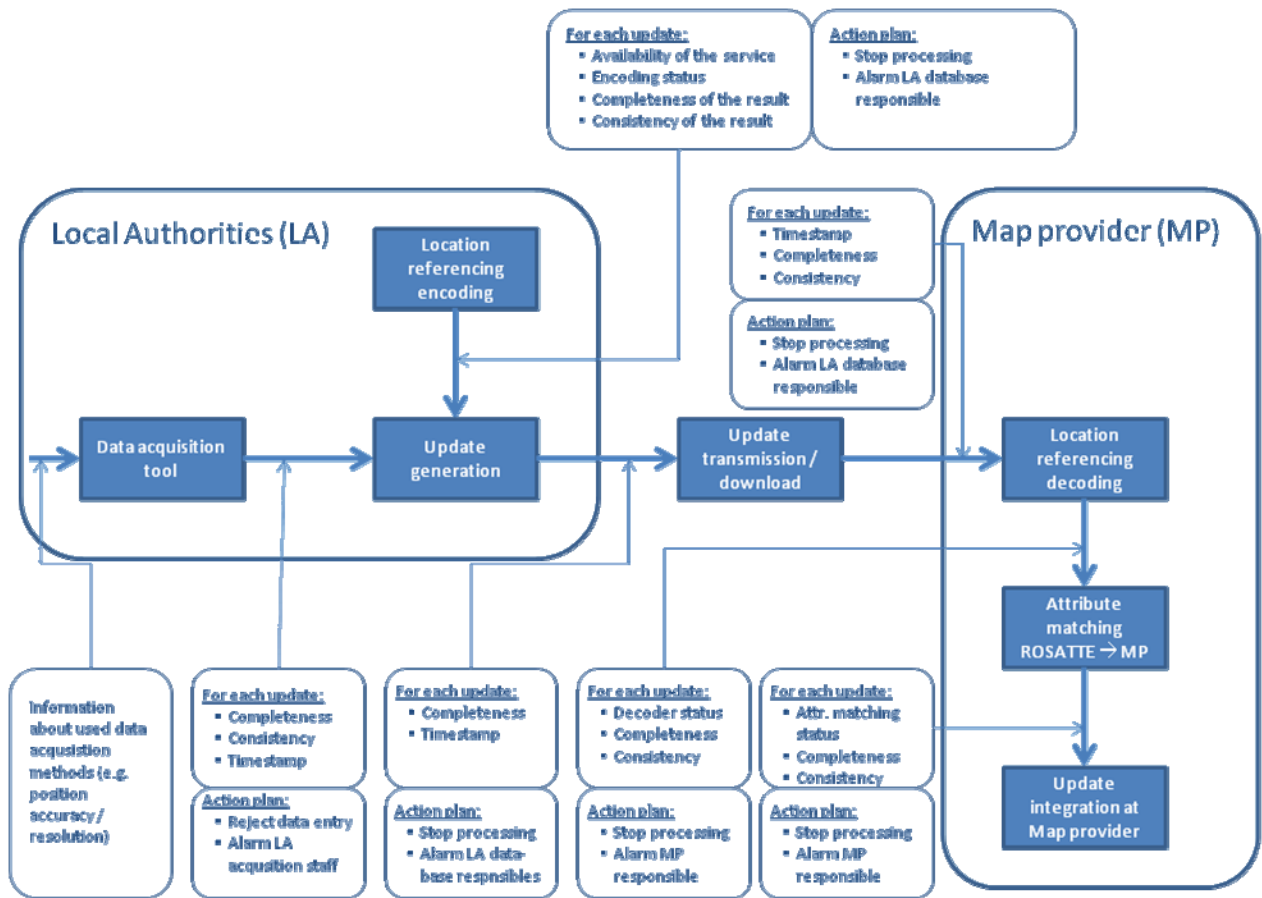 For each update:
▪ Availability of the service
▪ Encoding status
▪ Completeness of the result
▪ Consistency of the result
Action plan:
▪ Stop processing
▪ Alarm LA database
responsible
Local Authorities (LA)
Location
referencing
encoding
For each update:
▪ Timestamp
▪ Completeness
▪ Consistency
Action plan:
▪ Stop processing
▪ Alarm LA database
responsible
Map provider (MP)
Data acquisition
tool
Update
generation
Update
transmission /
download
Location
referencing
decoding
Attribute
matching
ROSATTE → MP
Update
integration at
Map provider
Information
about used data
acqusistion
methods (e.g.
position
accuracy /
resolution)
For each update:
▪ Completeness
▪ Consistency
▪ Timestamp
Action plan:
▪ Reject data entry
▪ Alarm LA
acqusition staff
For each update:
▪ Completeness
▪ Timestamp
Action plan:
▪ Stop processing
▪ Alarm LA data-
base respnsibles
For each update:
▪ Decoder status
▪ Completeness
▪ Consistency
Action plan:
▪ Stop processing
▪ Alarm MP
responsible
For each update:
▪ Attr. matching
status
▪ Completeness
▪ Consistency
Action plan:
▪ Stop processing
▪ Alarm MP
responsible